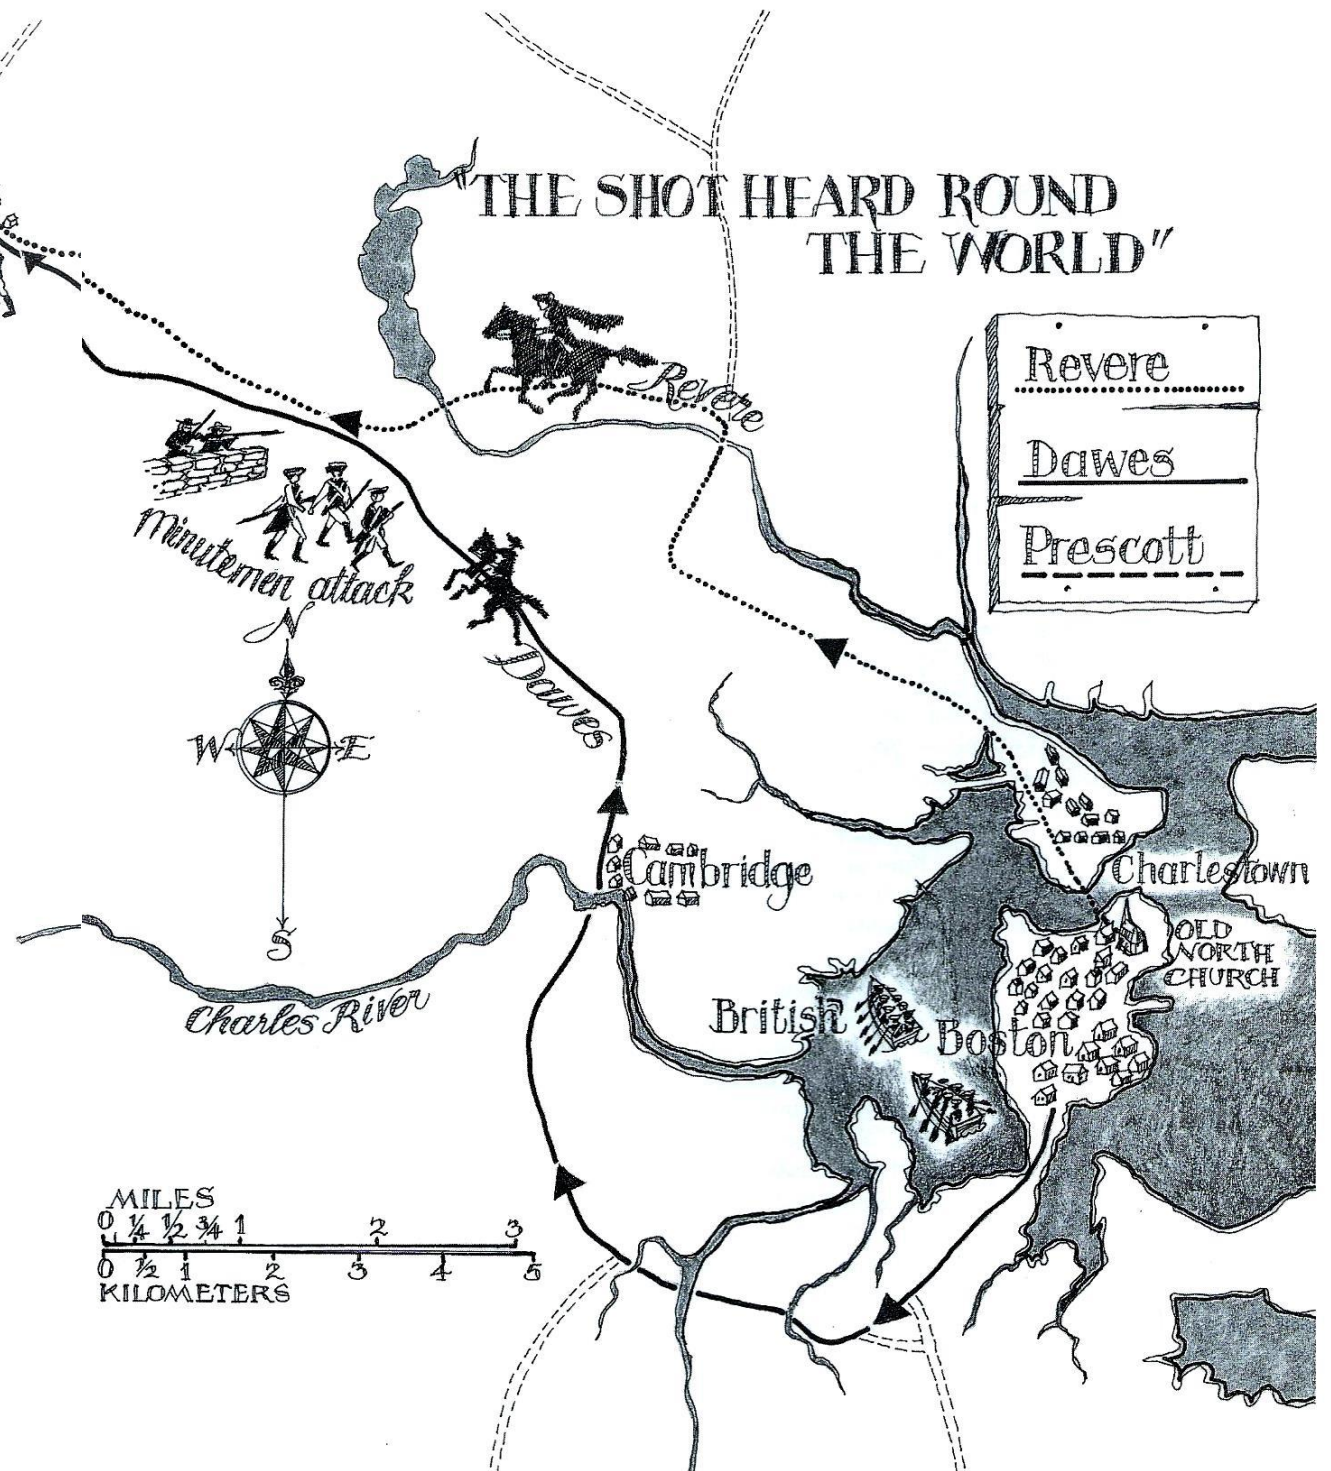 "THE SHOT HEARD ROUND
THE WORLD"
Revere
Dawes
Prescott
Revere
Minutemen attack
Dawes
N
W E
S
Cambridge
Charlestown
OLD
NORTH
CHURCH
British
Boston
Charles River
MILES
0 1/4 1/2 3/4 1 2 3
0 1/2 1 2 3 4 5
KILOMETERS